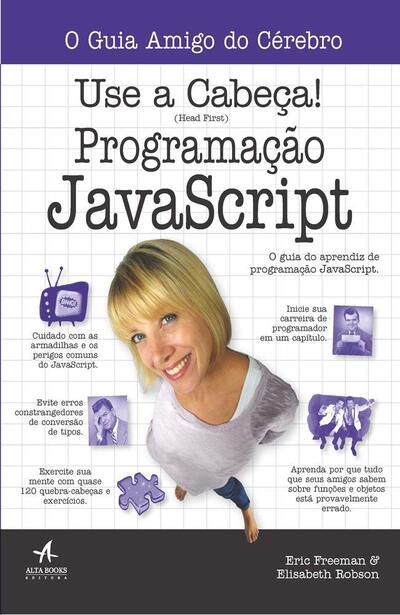 O Guia Amigo do Cérebro
Use a Cabeça!
(Head First)
Programação
JavaScript
O guia do aprendiz de
programação JavaScript.
Cuidado com as
armadilhas e os
perigos comuns
do JavaScript.
Inicie sua
carreira de
programador
em um capítulo.
Evite erros
constrangedores
de conversão
de tipos.
Exercite sua
mente com quase
120 quebra-cabeças e
exercícios.
Aprenda por que tudo
que seus amigos sabem
sobre funções e objetos
está provavelmente
errado.
ALTA BOOKS
EDITORA
Eric Freeman &
Elisabeth Robson